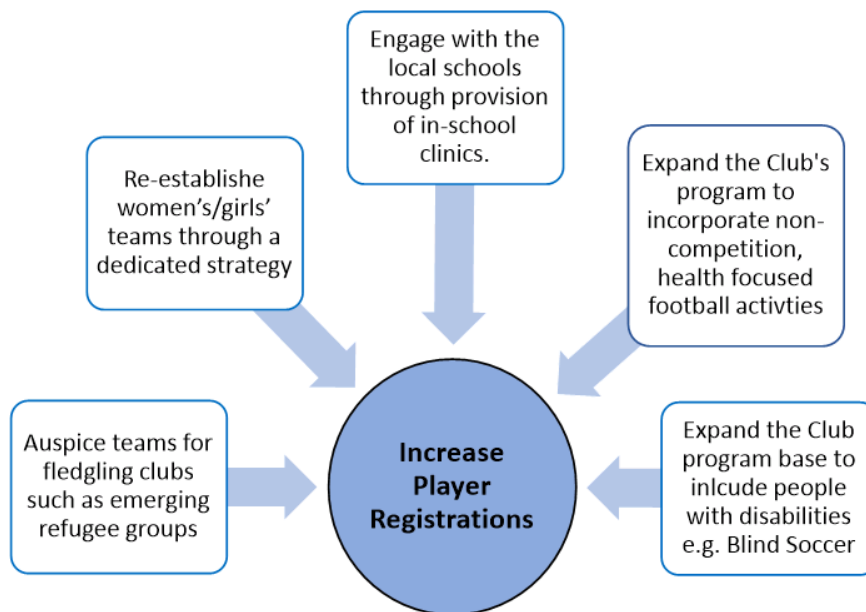 Engage with the
local schools
through provision
of in-school
clinics.
Re-establishe
women's/girls'
teams through a
dedicated strategy
Expand the Club's
program to
incorporate non-
competition,
health focused
football activties
Auspice teams for
fledgling clubs
such as emerging
refugee groups
Increase
Player
Registrations
Expand the Club
program base to
inlcude people
with disabilities
e.g. Blind Soccer